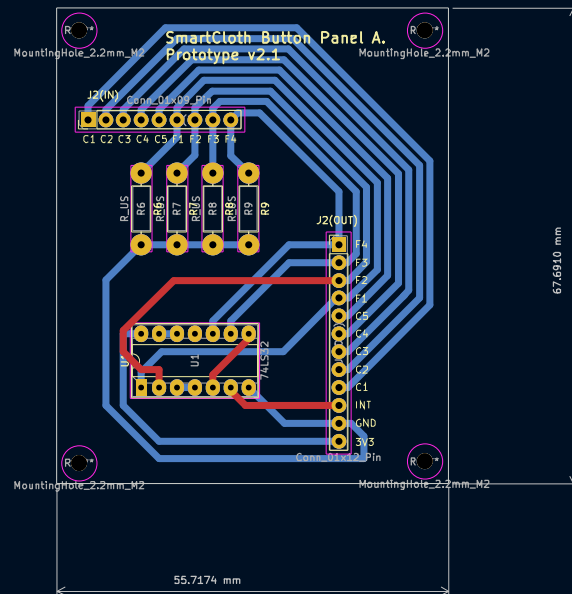 SmartCloth Button Panel A.
Prototype v2.1
MountingHole_2.2mm_M2
MountingHole_2.2mm_M2
J2(IN)
Conn_01x09_Pin
C1 C2 C3 C4 C5 F1 F2 F3 F4
R_US
R6
R7
R8
R9
R9
J2(OUT)
F4
F3
F2
F1
C5
C4
C3
C2
C1
INT
GND
3V3
U1
74LS32
Conn_01x12_Pin
MountingHole_2.2mm_M2
MountingHole_2.2mm_M2
55.7174 mm
67.6910 mm